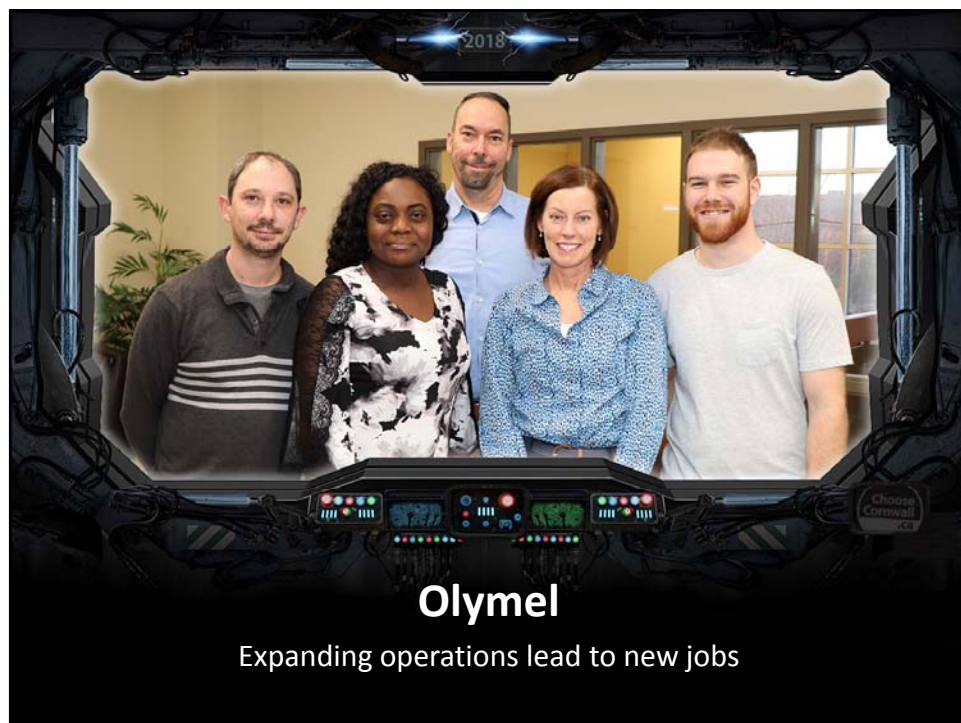 2018
Choose
Cornwall
.ca
Olymel
Expanding operations lead to new jobs